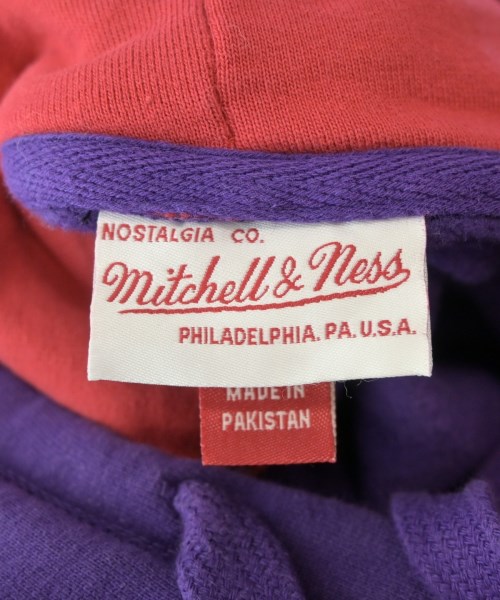 NOSTALGIA CO.
Mitchell & Ness
PHILADELPHIA. PA. U.S.A.
MADE IN
PAKISTAN